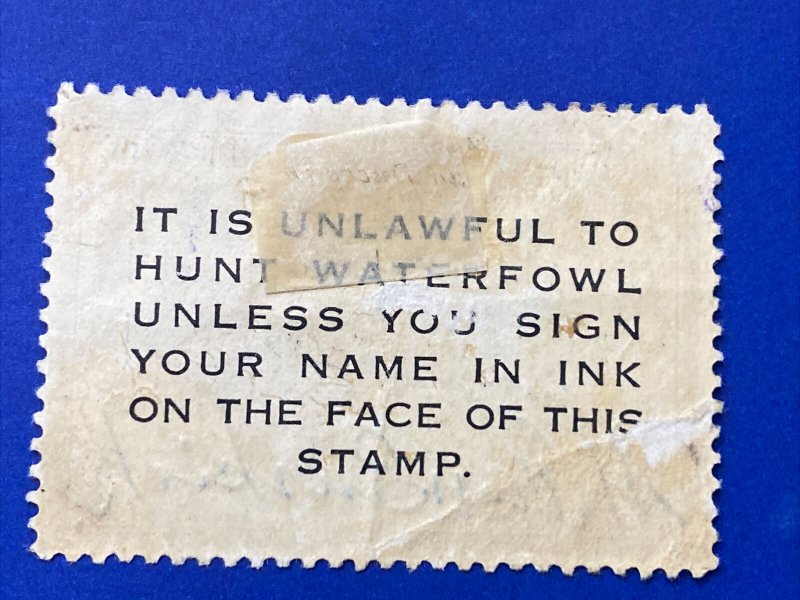 IT IS UNLAWFUL TO
HUNT WATERFOWL
UNLESS YOU SIGN
YOUR NAME IN INK
ON THE FACE OF THIS
STAMP.